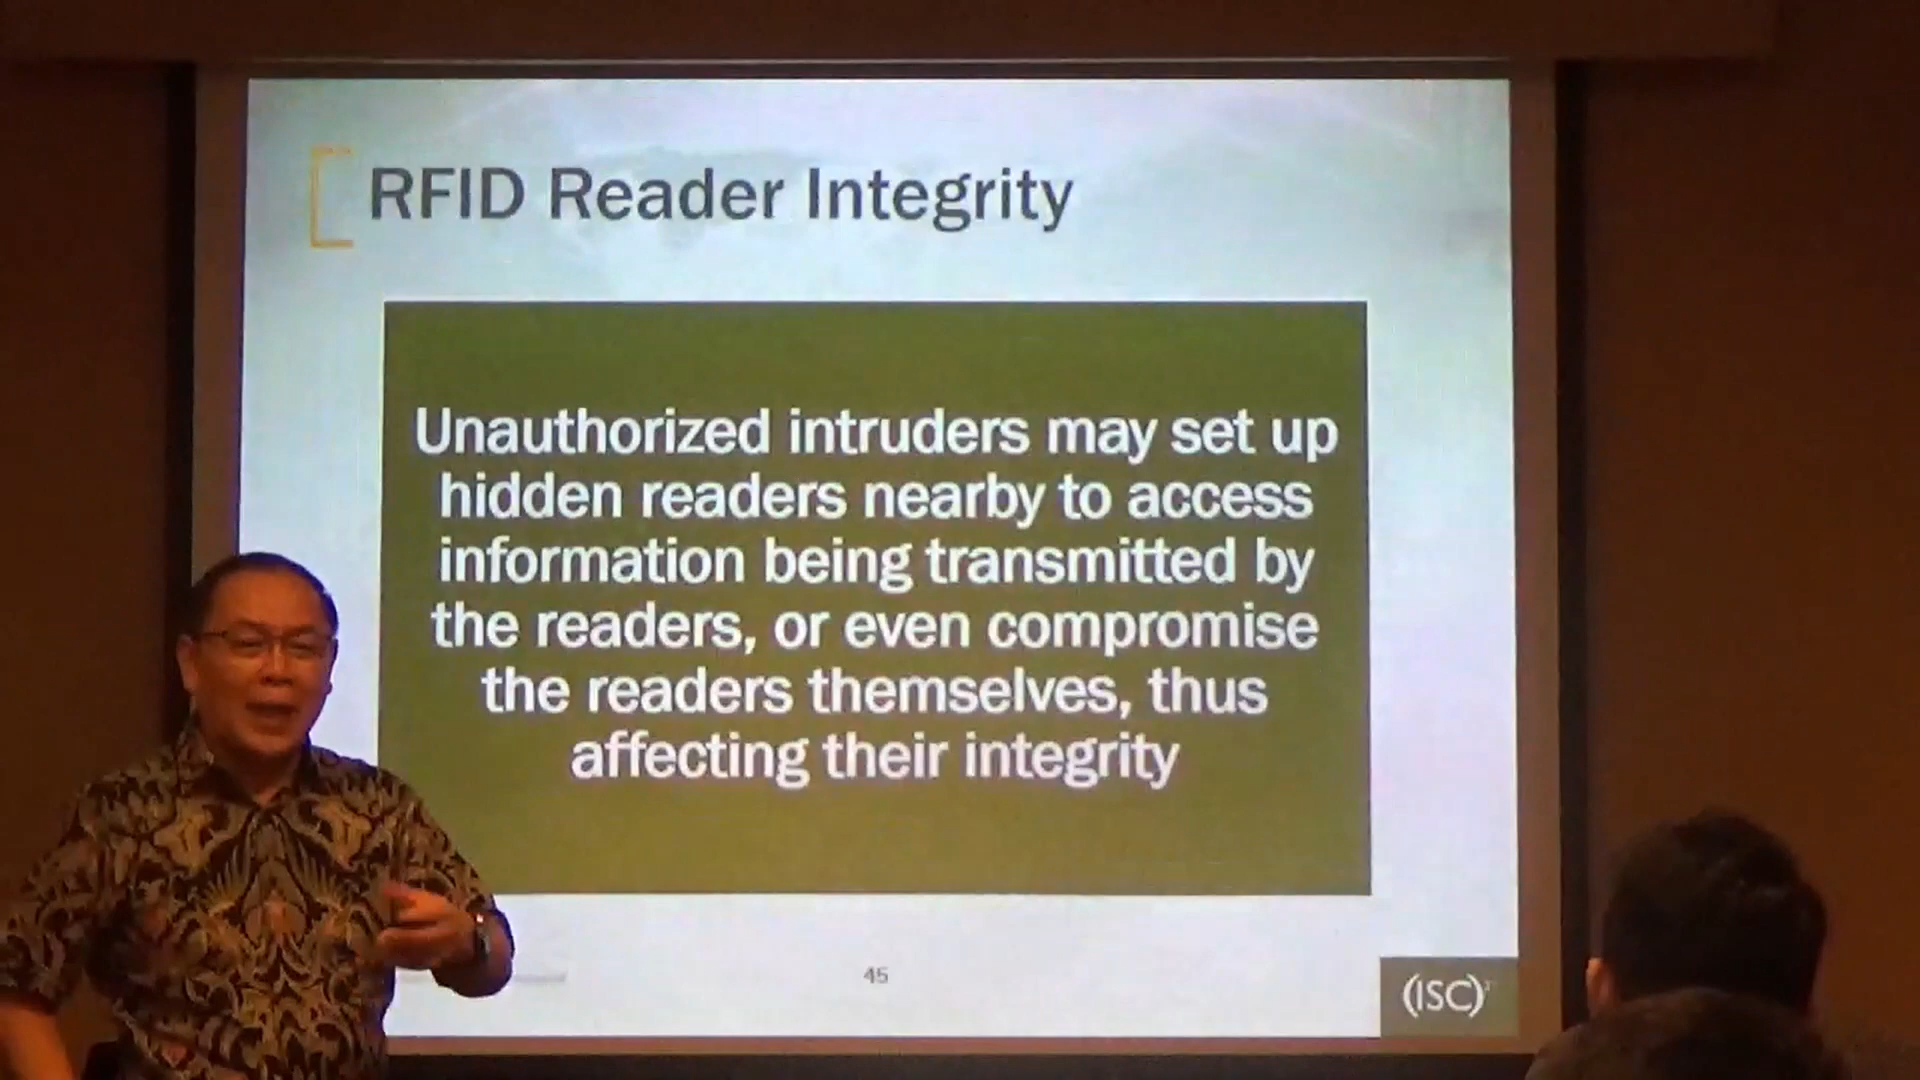 RFID Reader Integrity
Unauthorized intruders may set up
hidden readers nearby to access
information being transmitted by
the readers, or even compromise
the readers themselves, thus
affecting their integrity
45
(ISC)²